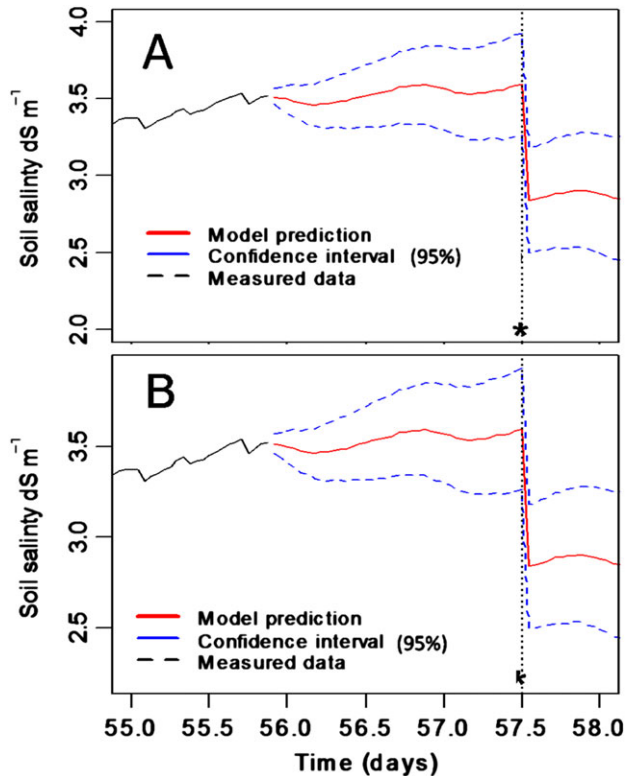 A
4.0
3.5
3.0
2.5
2.0
Soil salinity dS m⁻¹
Model prediction
Confidence interval (95%)
Measured data
*
B
3.5
3.0
2.5
Soil salinity dS m⁻¹
Model prediction
Confidence interval (95%)
Measured data
*
55.0 55.5 56.0 56.5 57.0 57.5 58.0
Time (days)